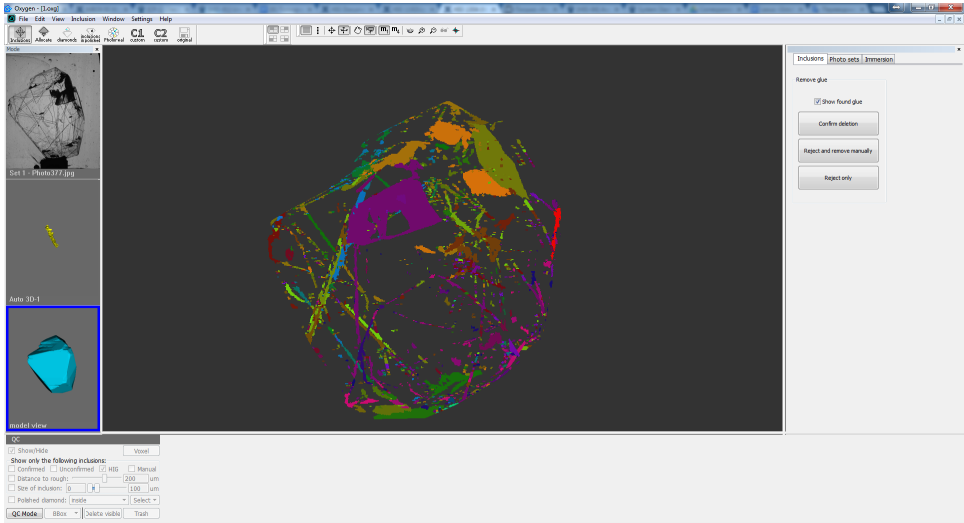 Oxygen - [1.oxg]
File Edit View Inclusion Window Settings Help
Inclusions Allocate diamonds inclusions in polished Photoreal C1 custom C2 custom original
Mode
Set 1 - Photo377.jpg
Auto 3D-1
model view
Inclusions Photo sets Immersion
Remove glue
Show found glue
Confirm deletion
Reject and remove manually
Reject only
QC
Show/Hide Voxel
Show only the following inclusions:
Confirmed Unconfirmed HIG Manual
Distance to rough: 200 um
Size of inclusion: 0 100 um
Polished diamond: Inside Select
QC Mode BBox Delete visible Trash